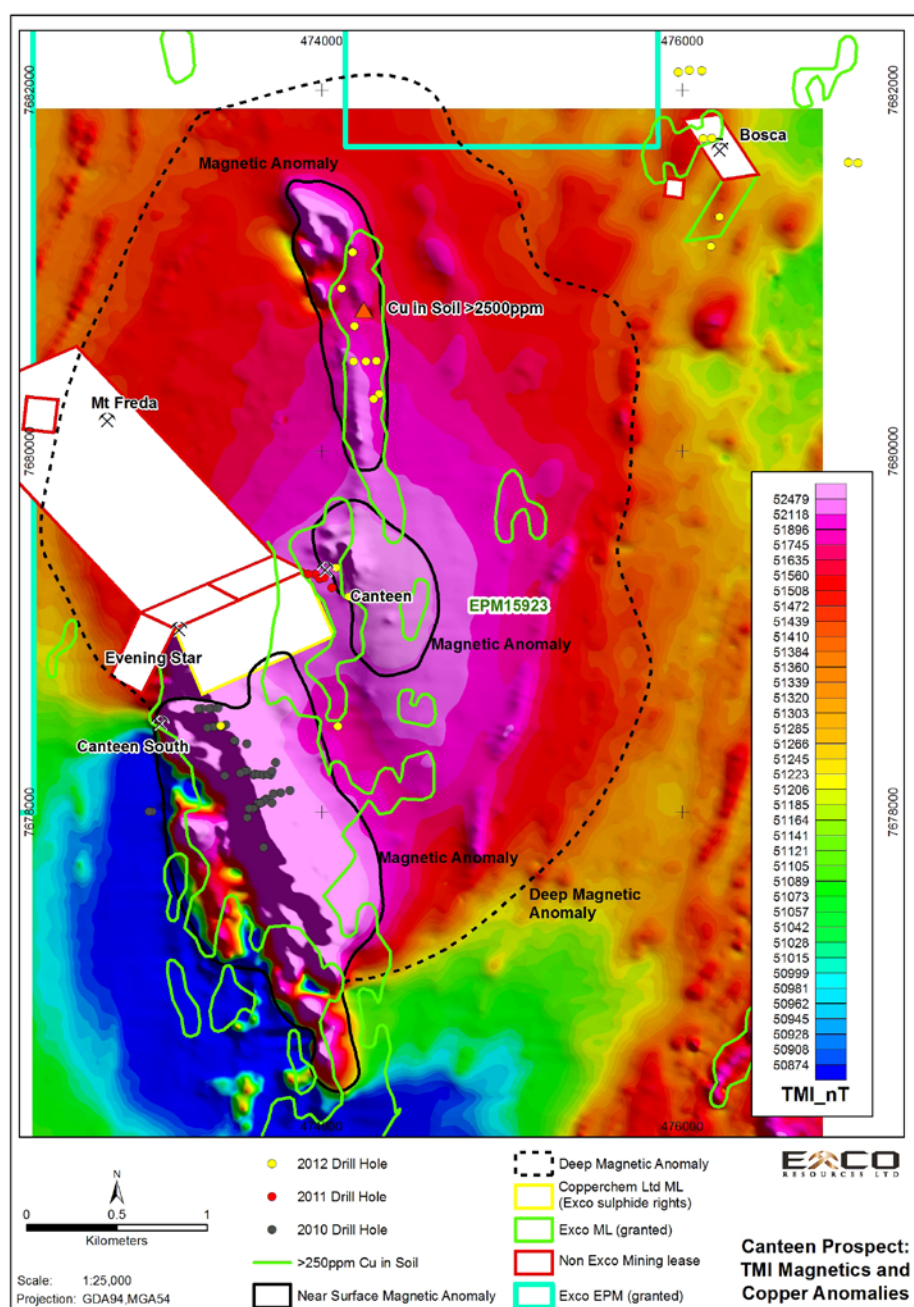 474000
476000
7682000
7682000
Bosca
Magnetic Anomaly
Cu in Soil >2500ppm
Mt Freda
7680000
7680000
Canteen
EPM15923
Magnetic Anomaly
Evening Star
Canteen South
7678000
7678000
Magnetic Anomaly
Deep Magnetic
Anomaly
52479
52118
51896
51745
51635
51560
51508
51472
51439
51410
51384
51360
51339
51320
51303
51285
51266
51245
51223
51206
51185
51164
51141
51121
51105
51089
51073
51057
51042
51028
51015
50999
50981
50962
50945
50928
50908
50874
TMI_nT
474000
476000
N
0 0.5 1
Kilometers
Scale: 1:25,000
Projection: GDA94,MGA54
2012 Drill Hole
2011 Drill Hole
2010 Drill Hole
>250ppm Cu in Soil
Near Surface Magnetic Anomaly
Deep Magnetic Anomaly
Copperchem Ltd ML
(Exco sulphide rights)
Exco ML (granted)
Non Exco Mining lease
Exco EPM (granted)
EXCO
RESOURCES LTD
Canteen Prospect:
TMI Magnetics and
Copper Anomalies